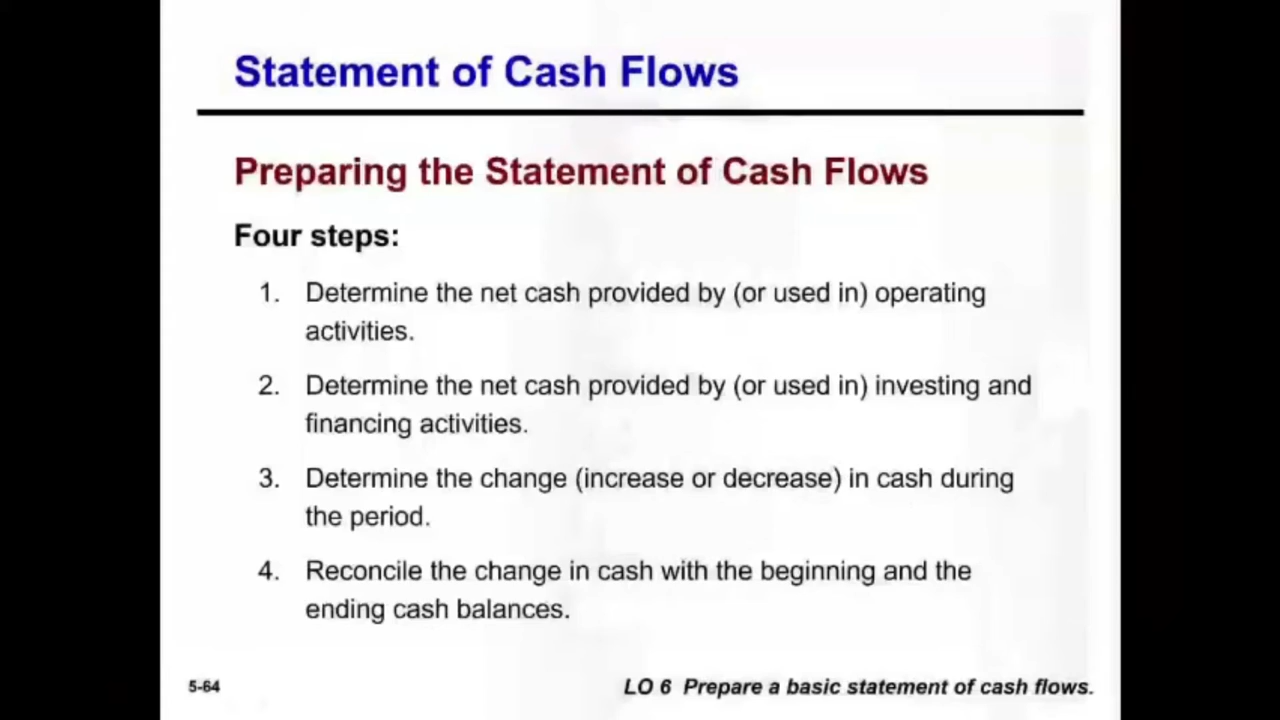 Statement of Cash Flows
Preparing the Statement of Cash Flows
Four steps:
1. Determine the net cash provided by (or used in) operating
activities.
2. Determine the net cash provided by (or used in) investing and
financing activities.
3. Determine the change (increase or decrease) in cash during
the period.
4. Reconcile the change in cash with the beginning and the
ending cash balances.
5-64
LO 6 Prepare a basic statement of cash flows.